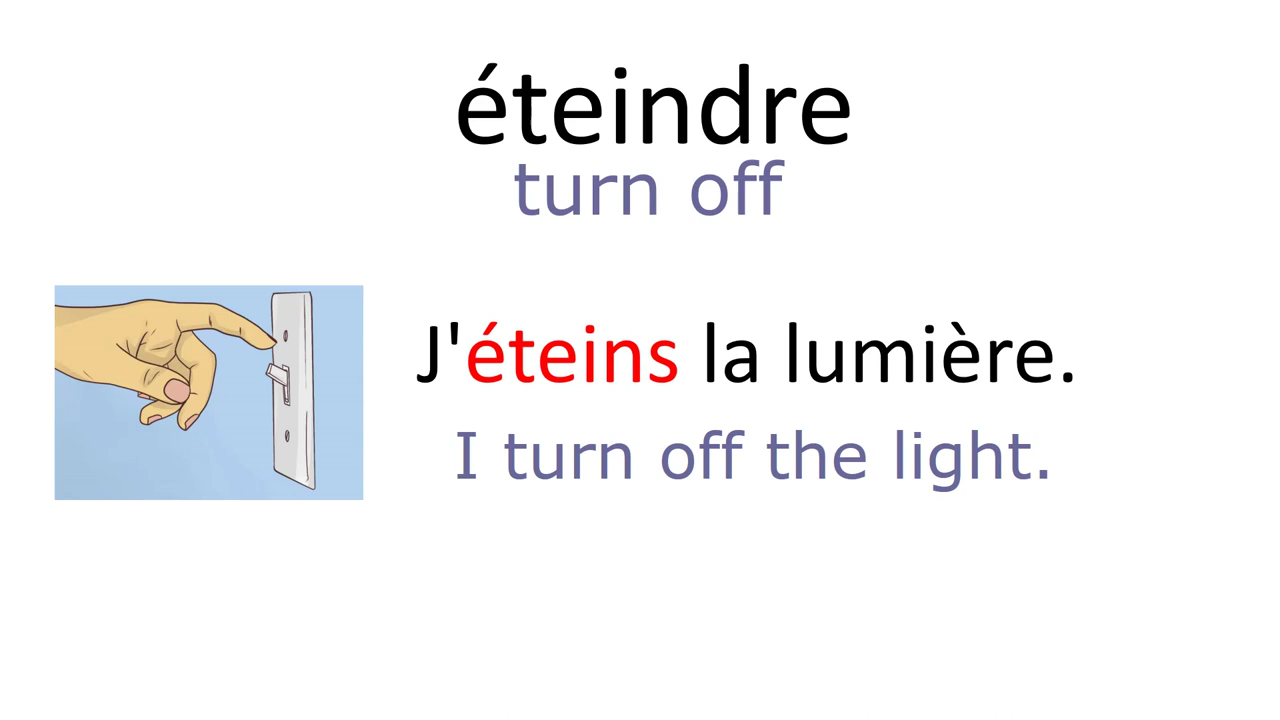 éteindre
turn off
J'éteins la lumière.
I turn off the light.